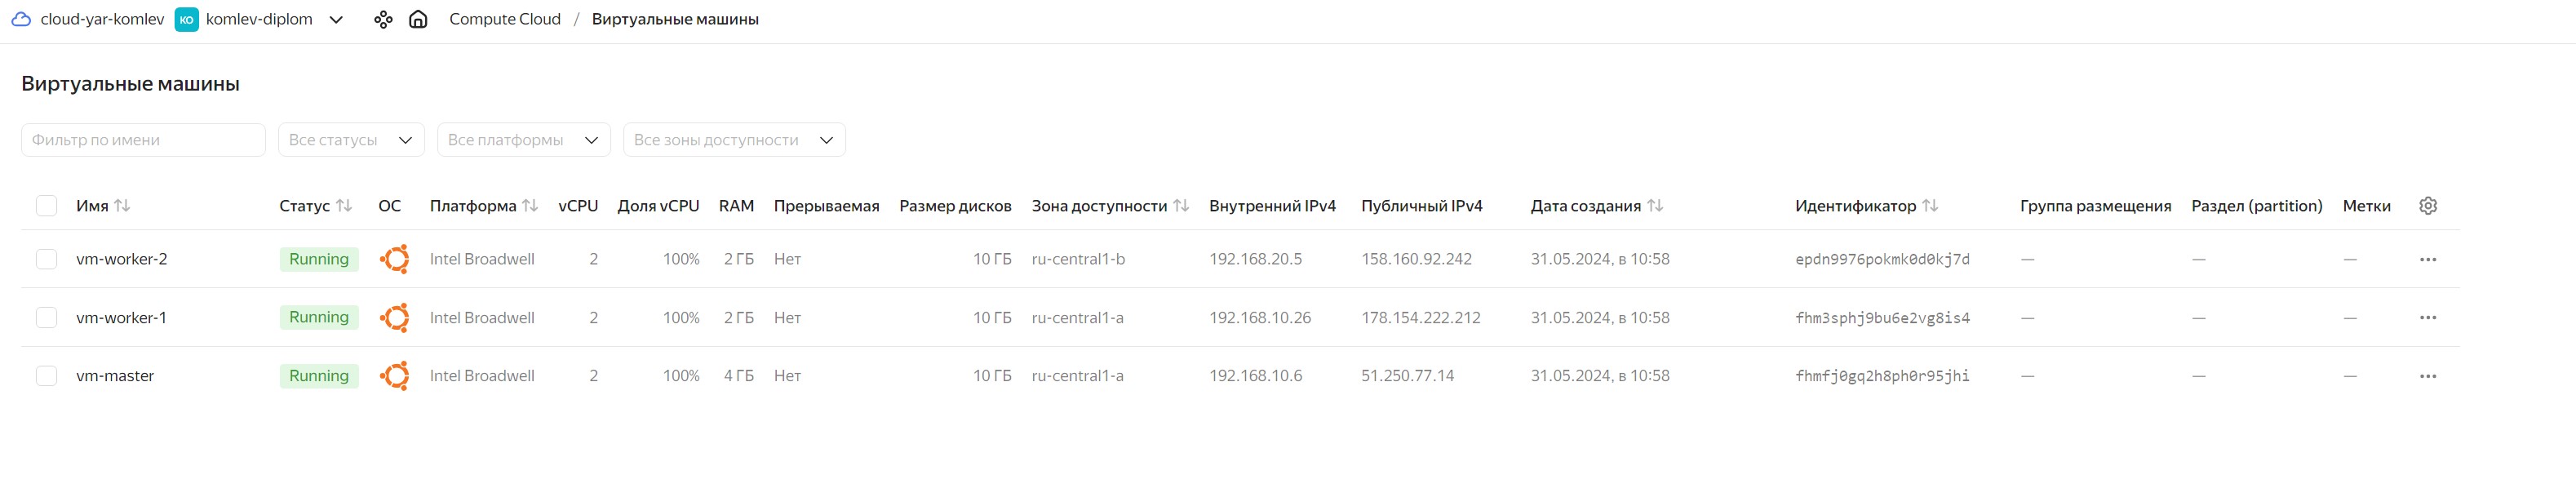 cloud-yar-komlev KO komlev-diplom Compute Cloud / Виртуальные машины
Виртуальные машины
Фильтр по имени Все статусы Все платформы Все зоны доступности
Имя Статус ОС Платформа vCPU Доля vCPU RAM Прерываемая Размер дисков Зона доступности Внутренний IPv4 Публичный IPv4 Дата создания Идентификатор Группа размещения Раздел (partition) Метки
vm-worker-2 Running Intel Broadwell 2 100% 2 ГБ Нет 10 ГБ ru-central1-b 192.168.20.5 158.160.92.242 31.05.2024, в 10:58 epdn9976pokmk0d0kj7d — — —
vm-worker-1 Running Intel Broadwell 2 100% 2 ГБ Нет 10 ГБ ru-central1-a 192.168.10.26 178.154.222.212 31.05.2024, в 10:58 fhm3sphj9bu6e2vg8is4 — — —
vm-master Running Intel Broadwell 2 100% 4 ГБ Нет 10 ГБ ru-central1-a 192.168.10.6 51.250.77.14 31.05.2024, в 10:58 fhmfj0gq2h8ph0r95jhi — — —